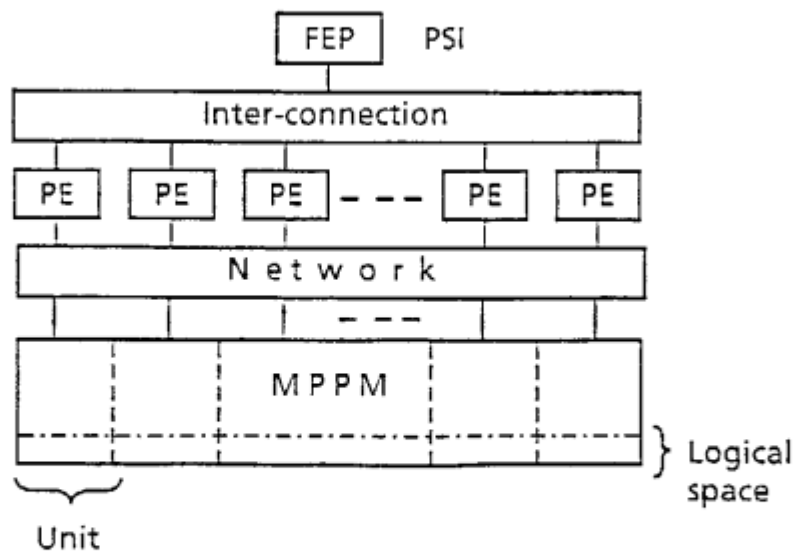 FEP PSI
Inter-connection
PE PE PE PE PE
Network
MPPM
Logical
space
Unit